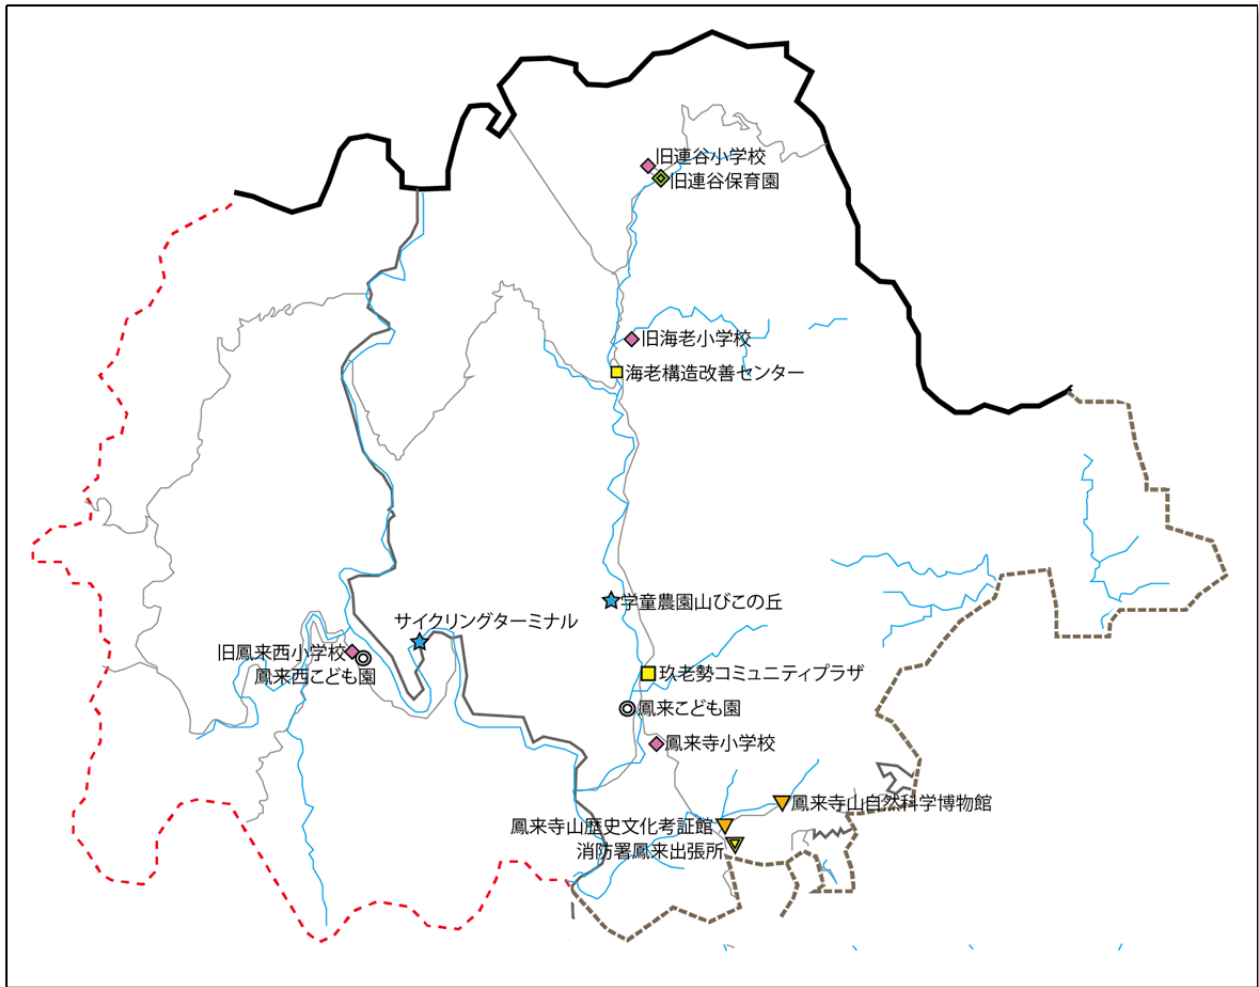 旧連谷小学校
旧連谷保育園
旧海老小学校
海老構造改善センター
学童農園山びこの丘
サイクリングターミナル
旧鳳来西小学校
鳳来西こども園
玖老勢コミュニティプラザ
鳳来こども園
鳳来寺小学校
鳳来寺山自然科学博物館
鳳来寺山歴史文化考証館
消防署鳳来出張所